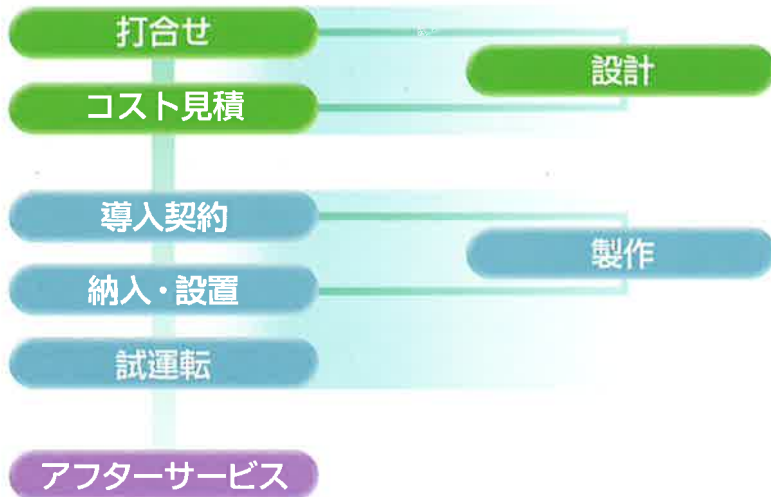 打合せ
設計
コスト見積
導入契約
製作
納入・設置
試運転
アフターサービス